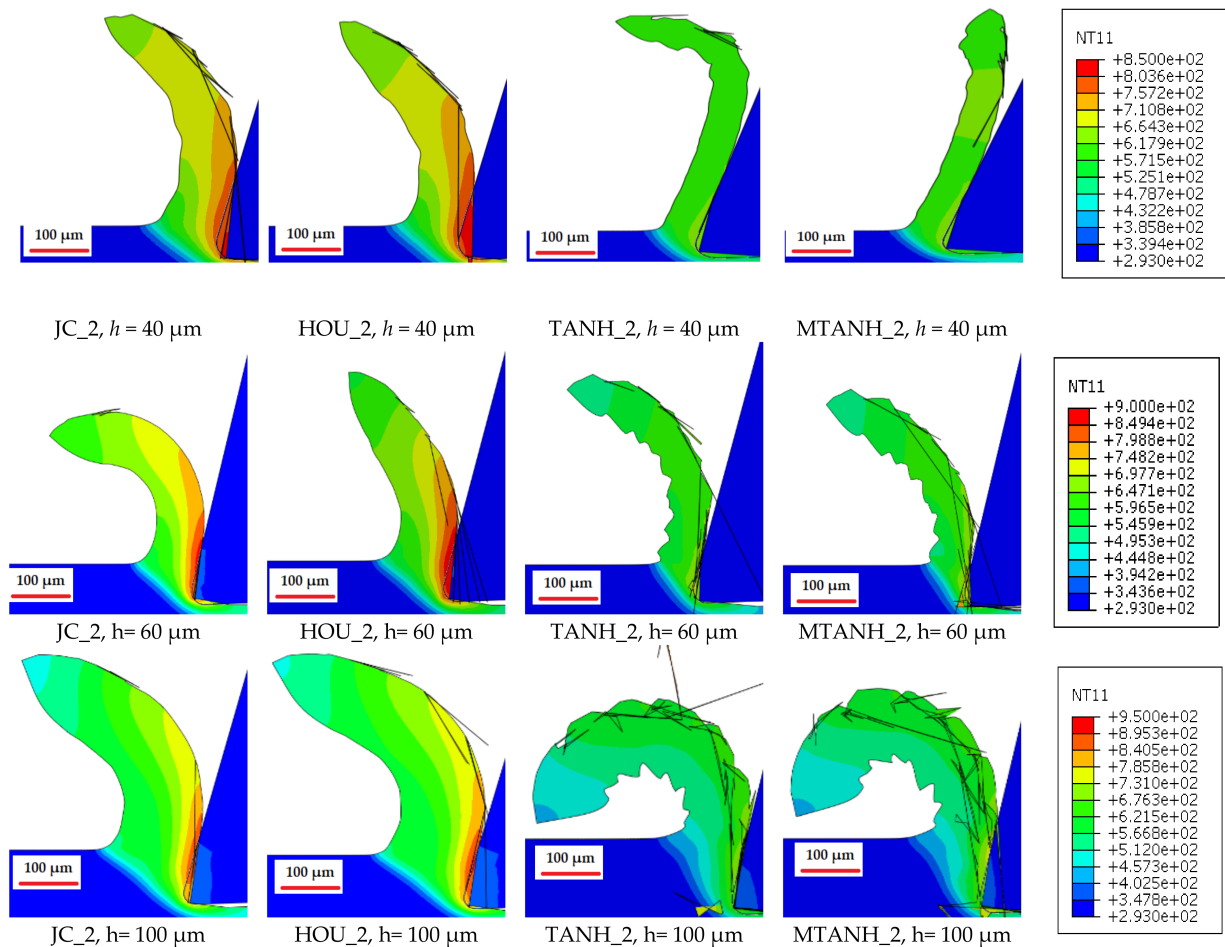 NT11
+8.500e+02
+8.036e+02
+7.572e+02
+7.108e+02
+6.643e+02
+6.179e+02
+5.715e+02
+5.251e+02
+4.787e+02
+4.322e+02
+3.858e+02
+3.394e+02
+2.930e+02
100 µm
100 µm
100 µm
100 µm
JC_2, h = 40 µm
HOU_2, h = 40 µm
TANH_2, h = 40 µm
MTANH_2, h = 40 µm
NT11
+9.000e+02
+8.494e+02
+7.988e+02
+7.482e+02
+6.977e+02
+6.471e+02
+5.965e+02
+5.459e+02
+4.953e+02
+4.448e+02
+3.942e+02
+3.436e+02
+2.930e+02
100 µm
100 µm
100 µm
100 µm
JC_2, h= 60 µm
HOU_2, h= 60 µm
TANH_2, h= 60 µm
MTANH_2, h= 60 µm
NT11
+9.500e+02
+8.953e+02
+8.405e+02
+7.858e+02
+7.310e+02
+6.763e+02
+6.215e+02
+5.668e+02
+5.120e+02
+4.573e+02
+4.025e+02
+3.478e+02
+2.930e+02
100 µm
100 µm
100 µm
100 µm
JC_2, h= 100 µm
HOU_2, h= 100 µm
TANH_2, h= 100 µm
MTANH_2, h= 100 µm